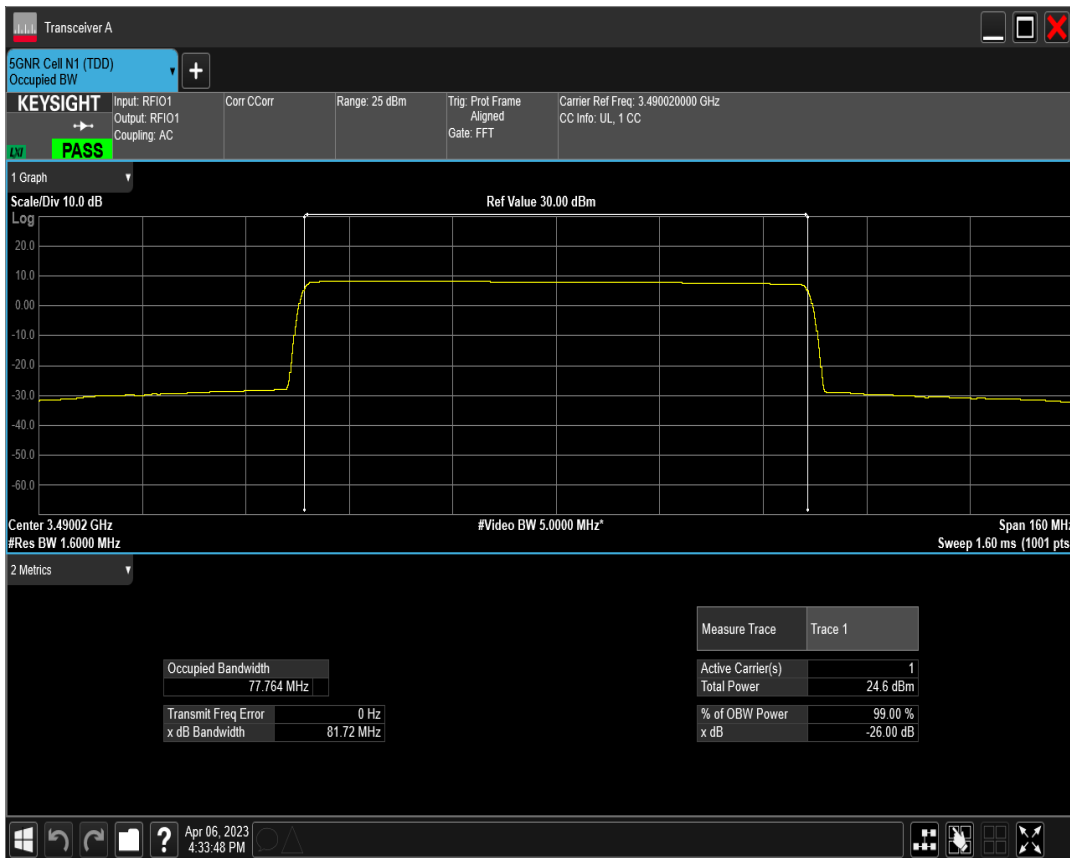 Transceiver A
5GNR Cell N1 (TDD)
Occupied BW
+
KEYSIGHT
LXI
PASS
Input: RFIO1
Output: RFIO1
Coupling: AC
Corr CCorr
Range: 25 dBm
Trig: Prot Frame
Aligned
Gate: FFT
Carrier Ref Freq: 3.490020000 GHz
CC Info: UL, 1 CC
1 Graph
Scale/Div 10.0 dB
Ref Value 30.00 dBm
Log
20.0
10.0
0.00
-10.0
-20.0
-30.0
-40.0
-50.0
-60.0
Center 3.49002 GHz
#Video BW 5.0000 MHz*
Span 160 MHz
#Res BW 1.6000 MHz
Sweep 1.60 ms (1001 pts
2 Metrics
Measure Trace Trace 1
Occupied Bandwidth
77.764 MHz
Active Carrier(s) 1
Total Power 24.6 dBm
Transmit Freq Error 0 Hz
x dB Bandwidth 81.72 MHz
% of OBW Power 99.00 %
x dB -26.00 dB
?
Apr 06, 2023
4:33:48 PM